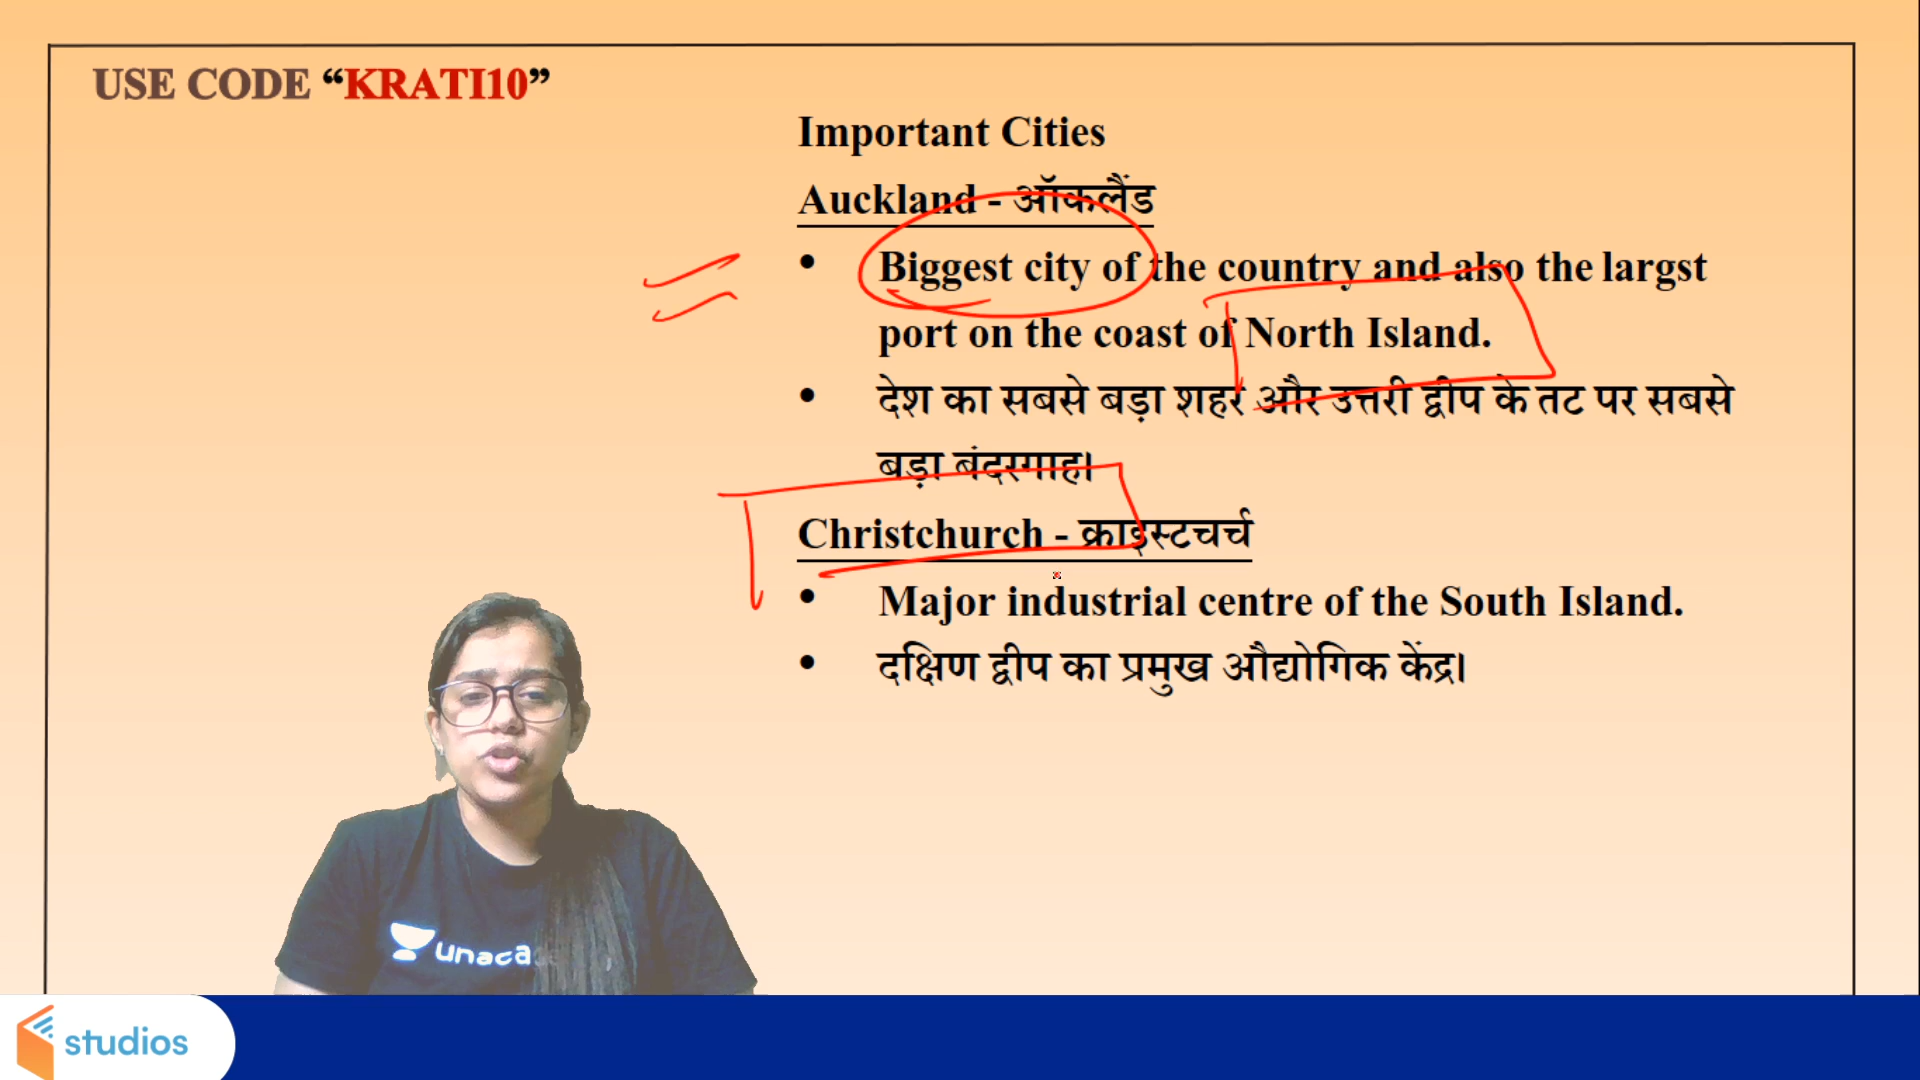 USE CODE “KRATI10”
Important Cities
Auckland - ऑकलैंड
• Biggest city of the country and also the largst
port on the coast of North Island.
• देश का सबसे बड़ा शहर और उत्तरी द्वीप के तट पर सबसे
बड़ा बंदरगाह।
Christchurch - क्राइस्टचर्च
• Major industrial centre of the South Island.
• दक्षिण द्वीप का प्रमुख औद्योगिक केंद्र।
unaca
studios